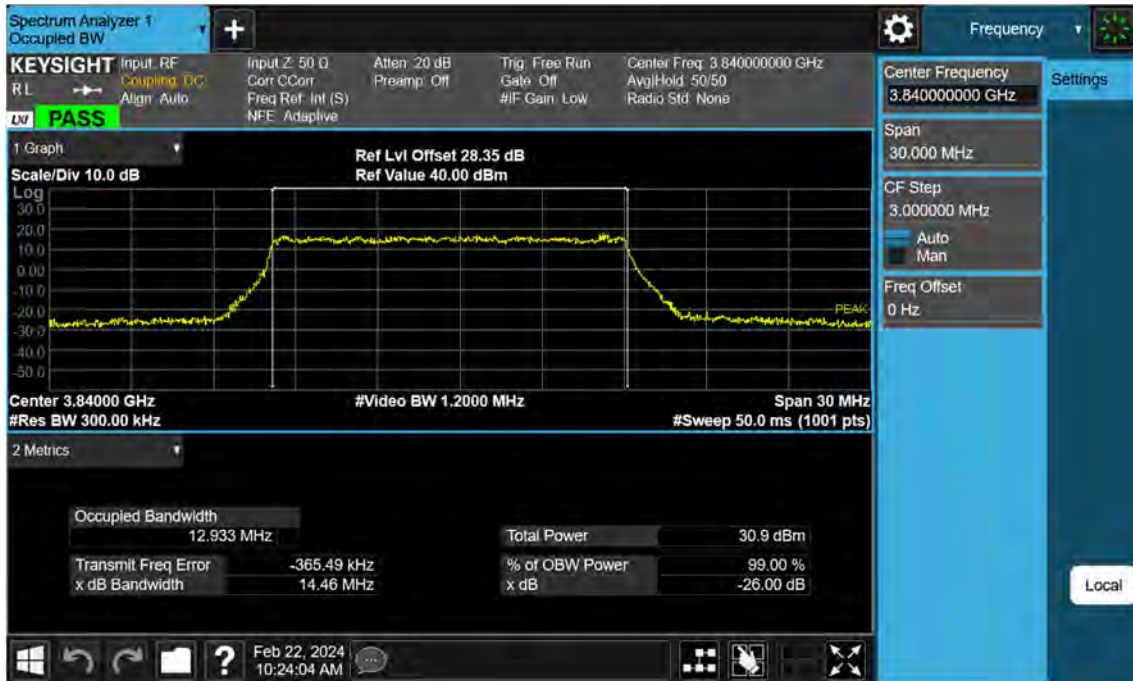 Spectrum Analyzer 1
Occupied BW
+
Frequency
KEYSIGHT
RL
LXI
PASS
Input: RF
Coupling: DC
Align: Auto
Input Z: 50 Ω
Corr CCorr
Freq Ref: Int (S)
NFE: Adaptive
Atten: 20 dB
Preamp: Off
Trig: Free Run
Gate: Off
#IF Gain: Low
Center Freq: 3.840000000 GHz
Avg|Hold: 50/50
Radio Std: None
Center Frequency
3.840000000 GHz
Settings
Span
30.000 MHz
CF Step
3.000000 MHz
Auto
Man
Freq Offset
0 Hz
Local
1 Graph
Scale/Div 10.0 dB
Ref Lvl Offset 28.35 dB
Ref Value 40.00 dBm
Log
30.0
20.0
10.0
0.00
-10.0
-20.0
-30.0
-40.0
-50.0
PEAK
Center 3.84000 GHz
#Video BW 1.2000 MHz
Span 30 MHz
#Res BW 300.00 kHz
#Sweep 50.0 ms (1001 pts)
2 Metrics
Occupied Bandwidth
12.933 MHz
Total Power 30.9 dBm
Transmit Freq Error -365.49 kHz
% of OBW Power 99.00 %
x dB Bandwidth 14.46 MHz
x dB -26.00 dB
?
Feb 22, 2024
10:24:04 AM